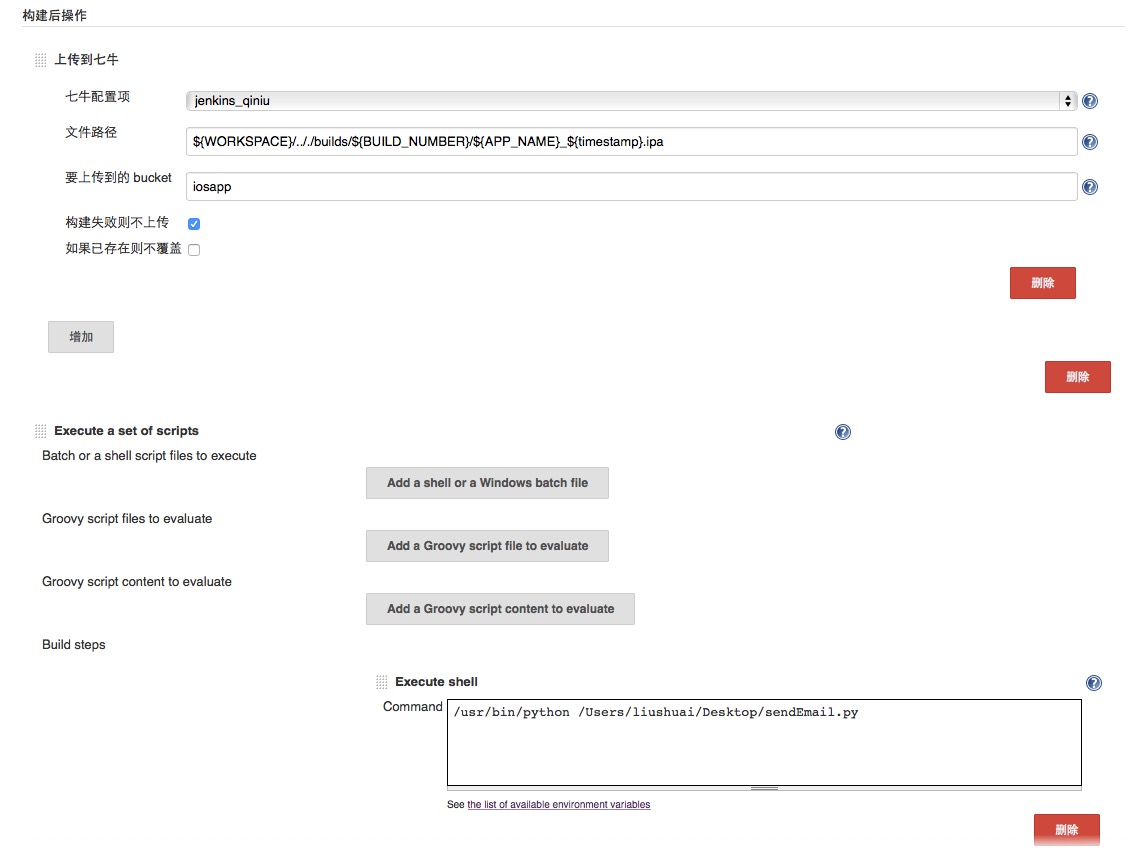 构建后操作
上传到七牛
七牛配置项
jenkins_qiniu
文件路径
${WORKSPACE}/../../builds/${BUILD_NUMBER}/${APP_NAME}_${timestamp}.ipa
要上传到的 bucket
iosapp
构建失败则不上传
如果已存在则不覆盖
删除
增加
删除
Execute a set of scripts
Batch or a shell script files to execute
Add a shell or a Windows batch file
Groovy script files to evaluate
Add a Groovy script file to evaluate
Groovy script content to evaluate
Add a Groovy script content to evaluate
Build steps
Execute shell
Command
/usr/bin/python /Users/liushuai/Desktop/sendEmail.py
See the list of available environment variables
删除